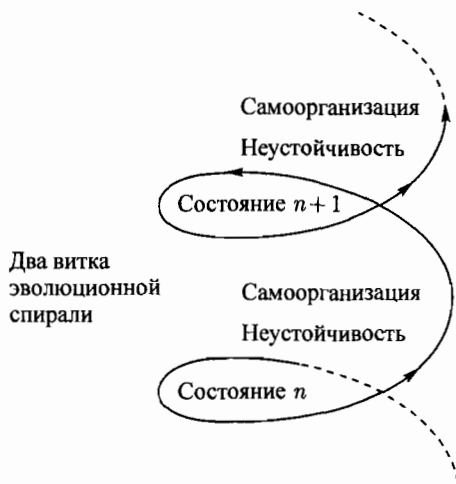 Самоорганизация
Неустойчивость
Состояние n + 1
Два витка
эволюционной
спирали
Самоорганизация
Неустойчивость
Состояние n